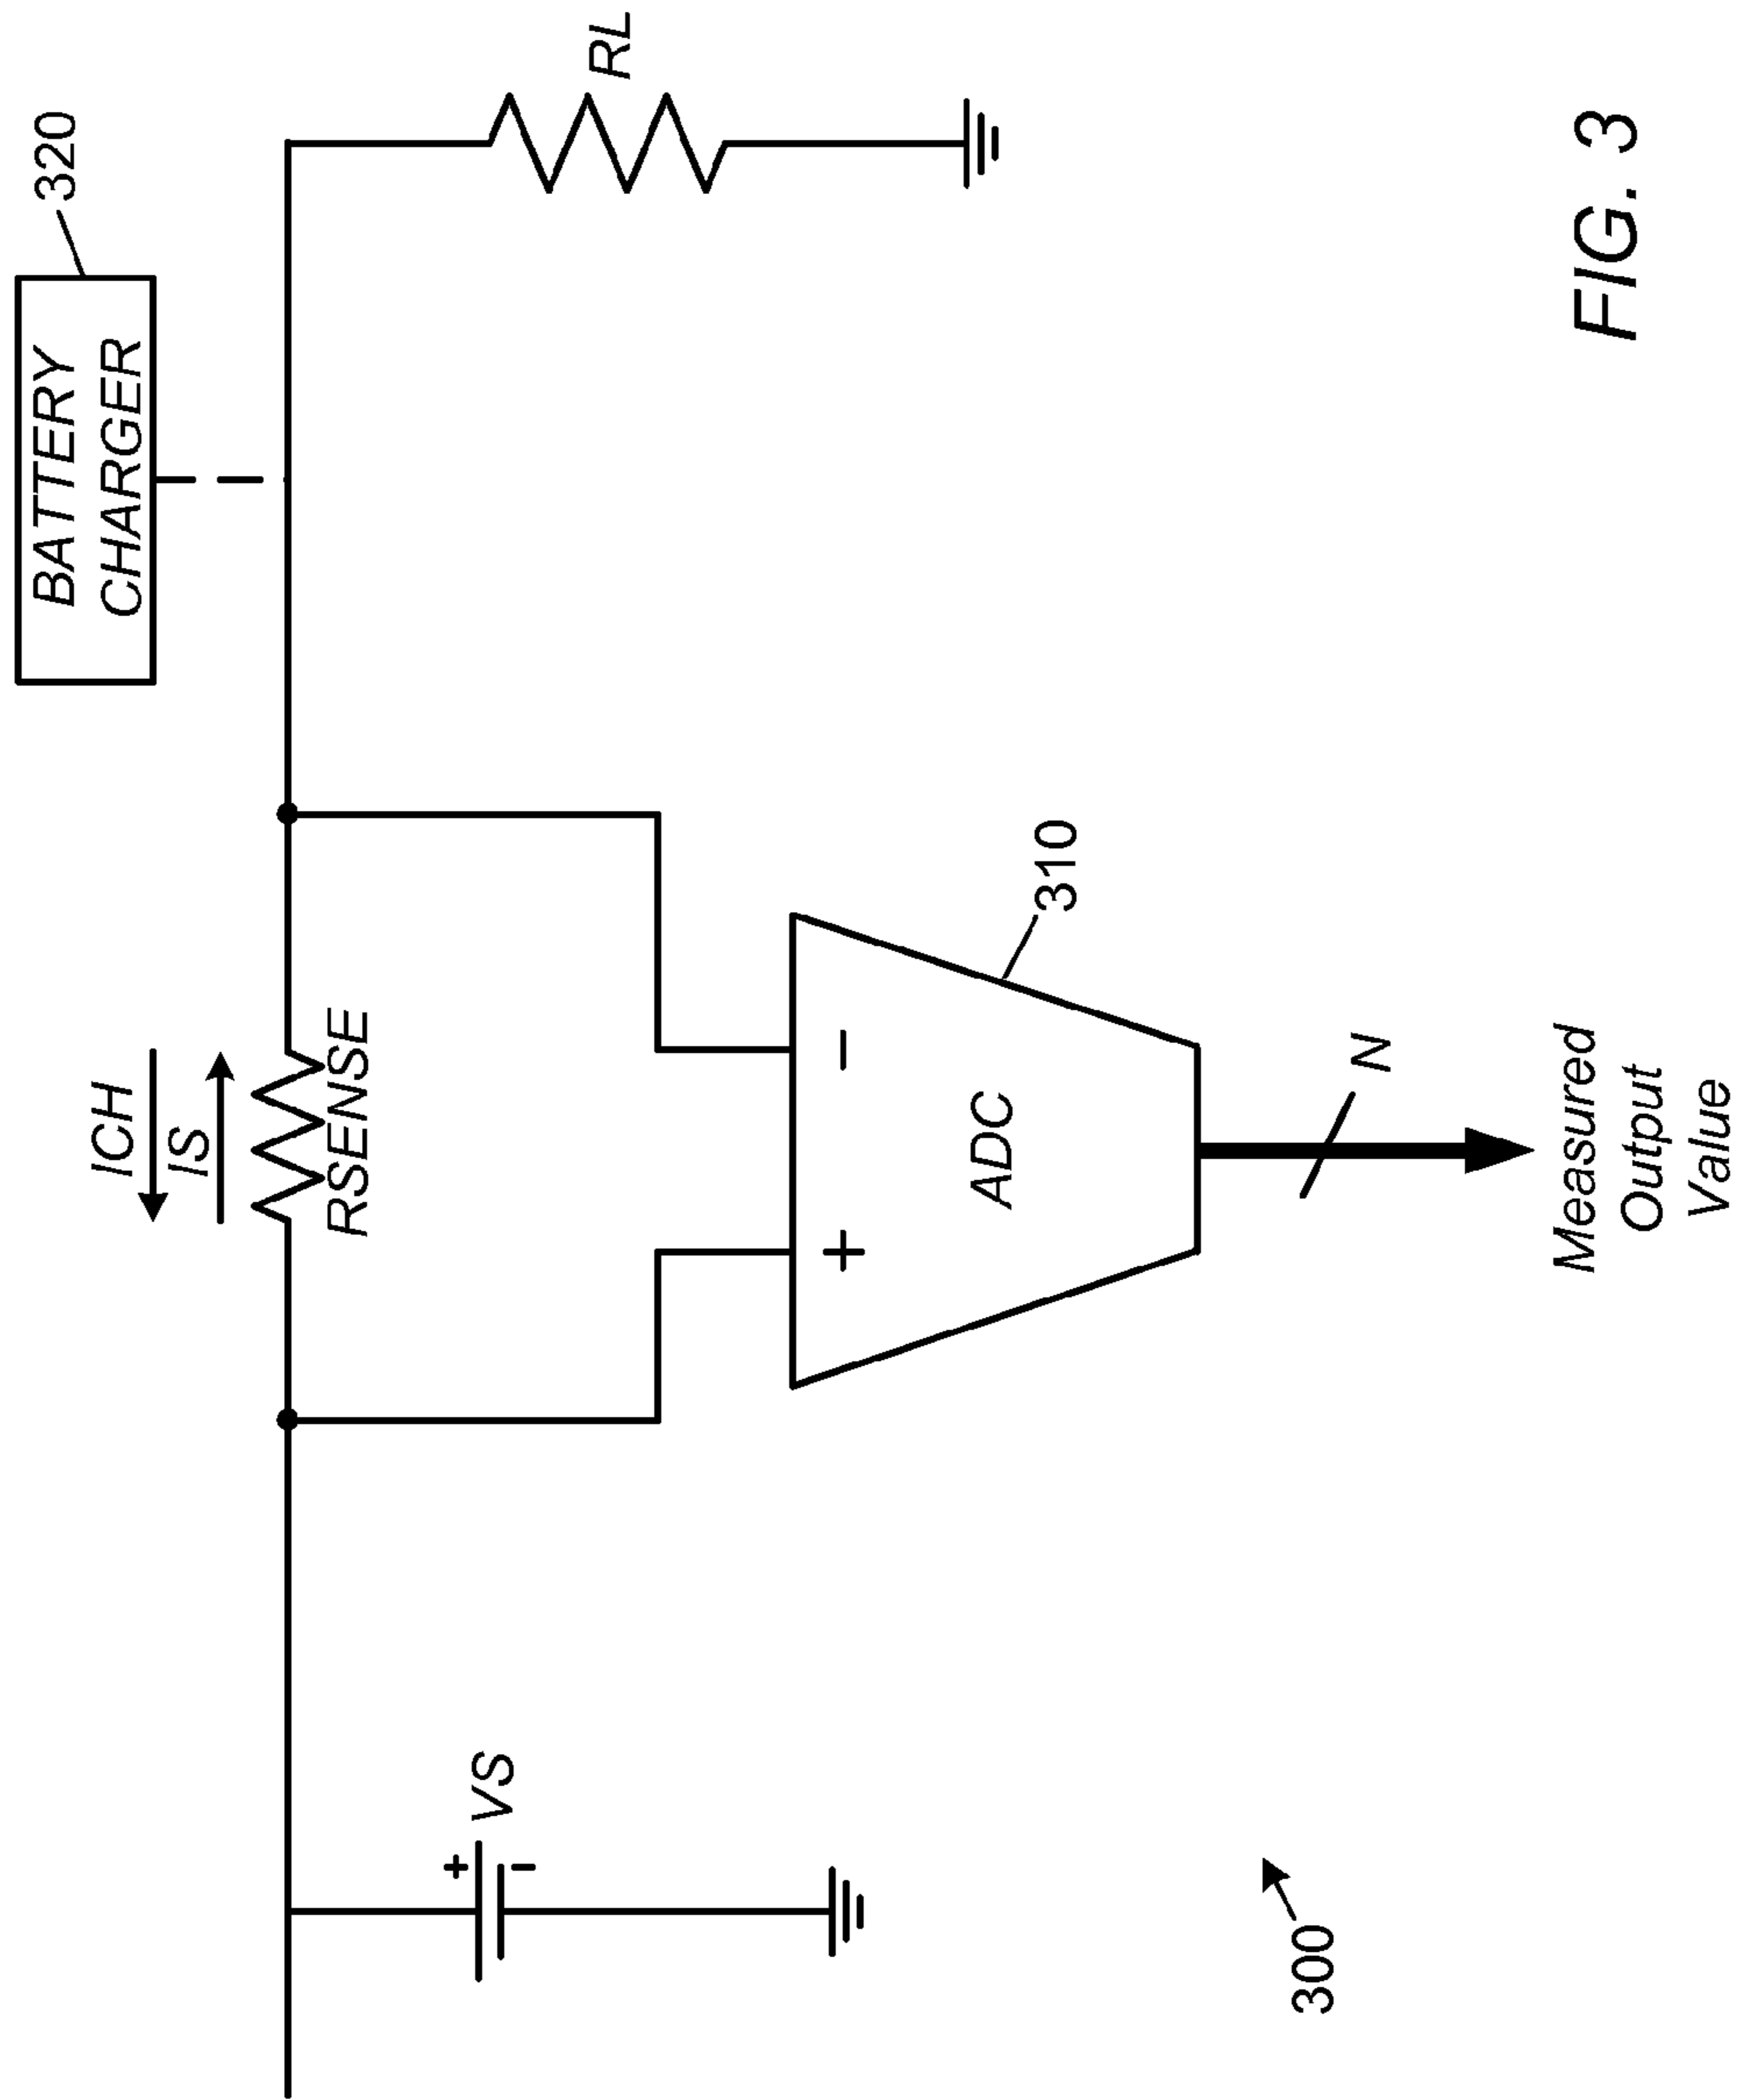 BATTERY
CHARGER
320
ICH
IS
RSENSE
RL
VS
+
-
+
-
ADC
310
N
Measured
Output
Value
300
FIG. 3